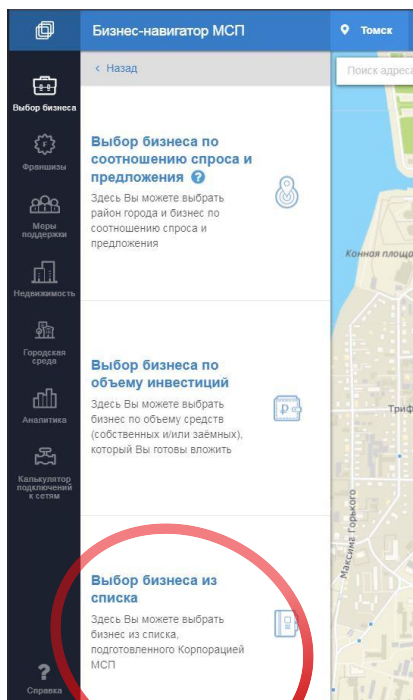 Бизнес-навигатор МСП
Томск
< Назад
Поиск адреса
Выбор бизнеса
Франшизы
Меры
поддержки
Недвижимость
Городская
среда
Аналитика
Калькулятор
подключений
к сетям
?
Справка
Выбор бизнеса по
соотношению спроса и
предложения ?
Здесь Вы можете выбрать
район города и бизнес по
соотношению спроса и
предложения
Выбор бизнеса по
объему инвестиций
Здесь Вы можете выбрать
бизнес по объему средств
(собственных и/или заёмных),
который Вы готовы вложить
Выбор бизнеса из
списка
Здесь Вы можете выбрать
бизнес из списка,
подготовленного Корпорацией
МСП
Конная площа
Триф
Максима Горького